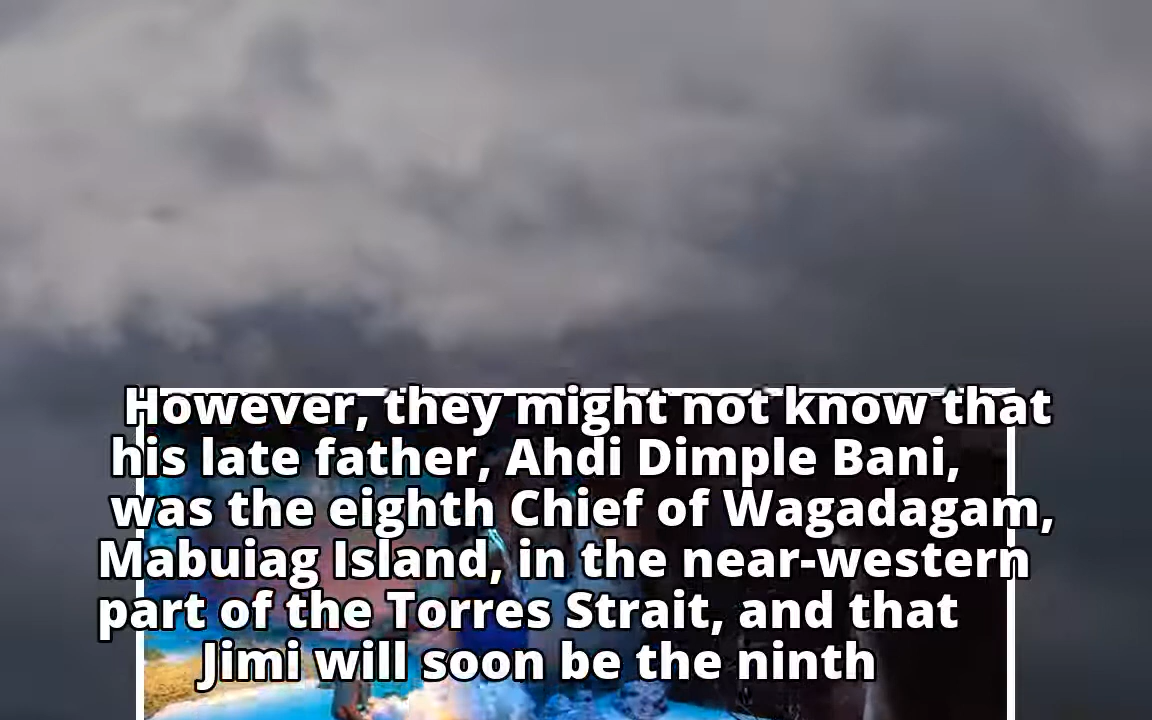 However, they might not know that
his late father, Ahdi Dimple Bani,
was the eighth Chief of Wagadagam,
Mabuiag Island, in the near-western
part of the Torres Strait, and that
Jimi will soon be the ninth